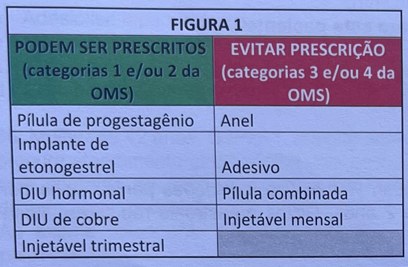 FIGURA 1
PODEM SER PRESCRITOS
(categorias 1 e/ou 2 da
OMS)
EVITAR PRESCRIÇÃO
(categorias 3 e/ou 4 da
OMS)
Pílula de progestagênio
Anel
Implante de
etonogestrel
Adesivo
DIU hormonal
Pílula combinada
DIU de cobre
Injetável mensal
Injetável trimestral